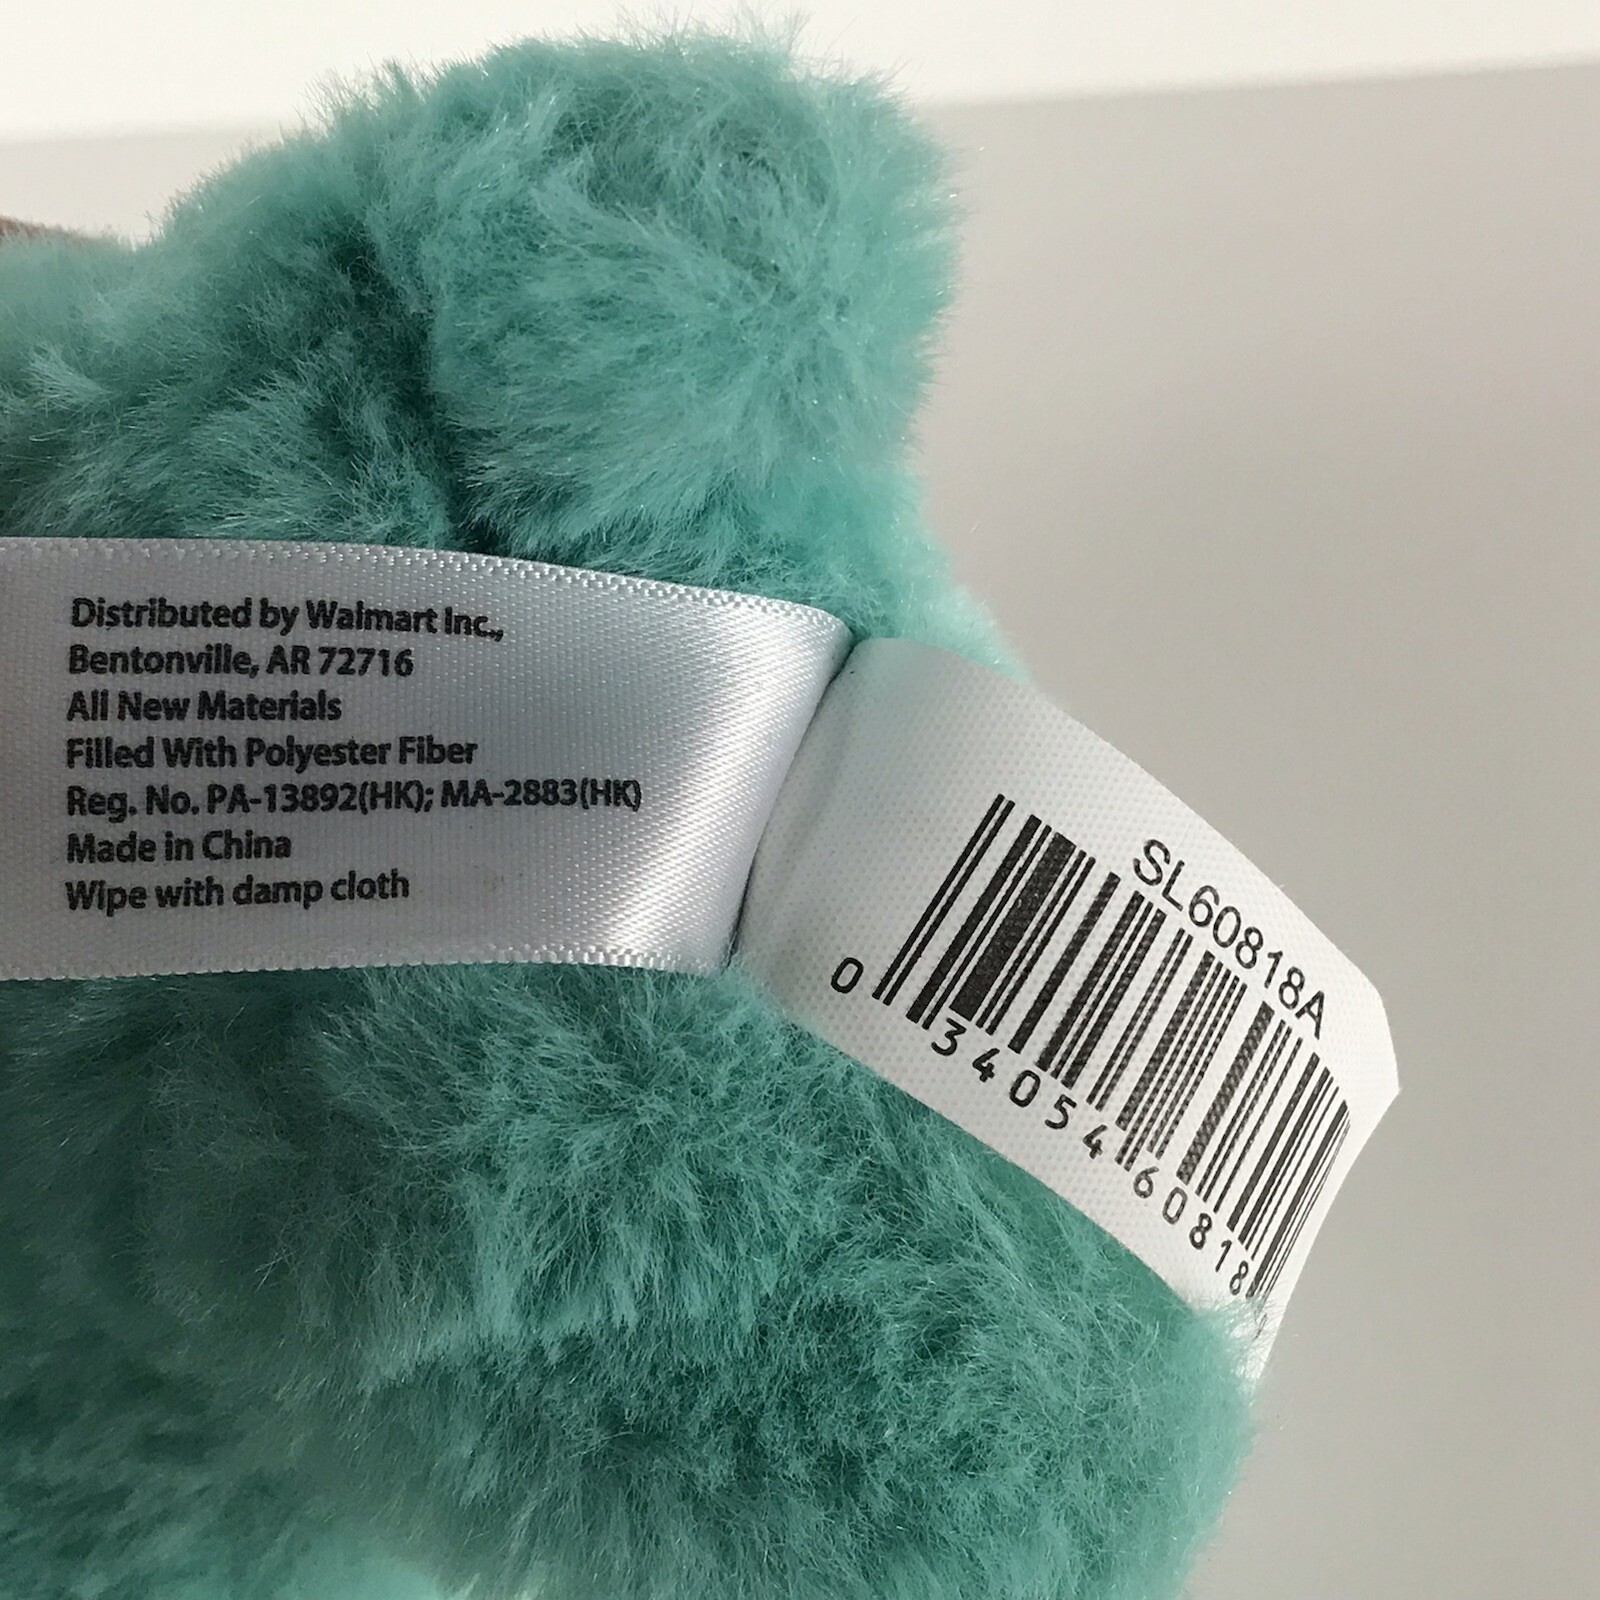 Distributed by Walmart Inc.,
Bentonville, AR 72716
All New Materials
Filled With Polyester Fiber
Reg. No. PA-13892(HK); MA-2883(HK)
Made in China
Wipe with damp cloth
SL60818A
0 34054 60818